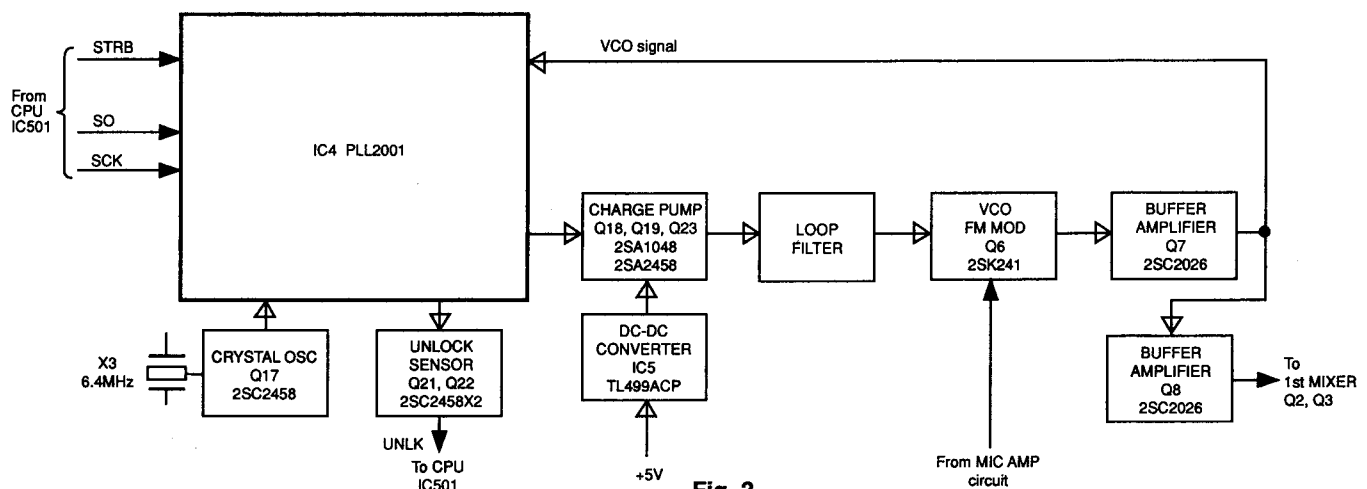 STRB
VCO signal
From
CPU
IC501
SO
SCK
IC4 PLL2001
CHARGE PUMP
Q18, Q19, Q23
2SA1048
2SA2458
LOOP
FILTER
VCO
FM MOD
Q6
2SK241
BUFFER
AMPLIFIER
Q7
2SC2026
X3
6.4MHz
CRYSTAL OSC
Q17
2SC2458
UNLOCK
SENSOR
Q21, Q22
2SC2458X2
DC-DC
CONVERTER
IC5
TL499ACP
BUFFER
AMPLIFIER
Q8
2SC2026
To
1st MIXER
Q2, Q3
UNLK
To CPU
IC501
+5V
From MIC AMP
circuit